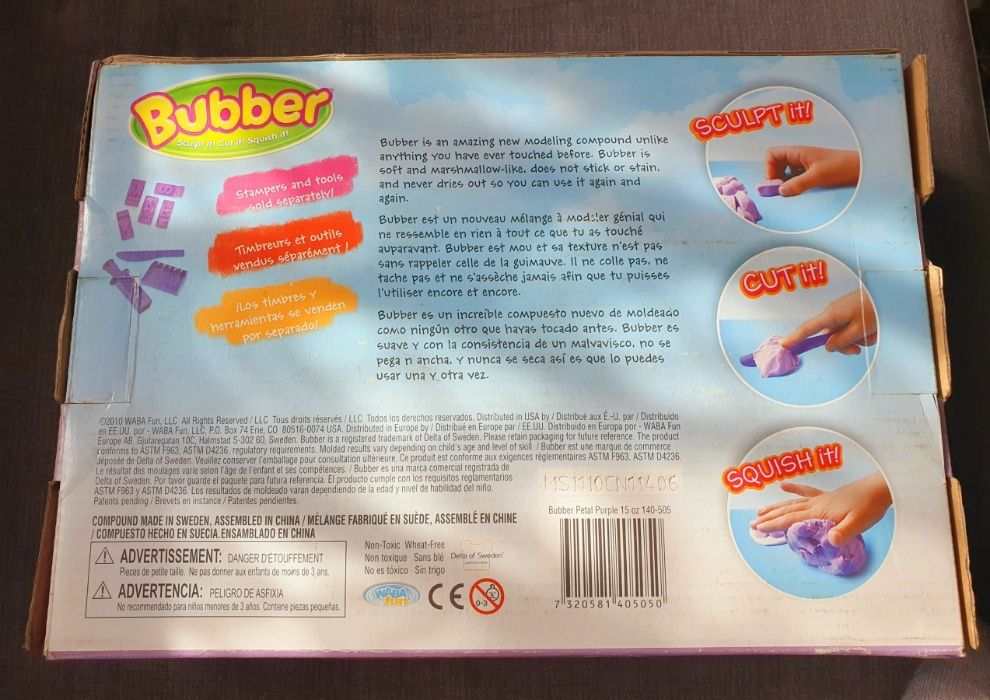 Bubber
Sculpt it! Cut it! Squish it!
Stampers and tools
sold separately!
Timbreurs et outils
vendus séparément !
¡Los timbres y
herramientas se venden
por separado!
Bubber is an amazing new modeling compound unlike
anything you have ever touched before. Bubber is
soft and marshmallow-like, does not stick or stain,
and never dries out so you can use it again and
again.
Bubber est un nouveau mélange à modeler génial qui
ne ressemble en rien à tout ce que tu as touché
auparavant. Bubber est mou et sa texture n'est pas
sans rappeler celle de la guimauve. Il ne colle pas, ne
tache pas et ne s'assèche jamais afin que tu puisses
l'utiliser encore et encore.
Bubber es un increíble compuesto nuevo de moldeado
como ningún otro que hayas tocado antes. Bubber es
suave y con la consistencia de un malvavisco, no se
pega n ancha, y nunca se seca así es que lo puedes
usar una y otra vez.
SCULPT it!
CUT it!
SQUISH it!
©2010 WABA Fun, LLC All Rights Reserved / LLC Tous droits réservés / LLC Todos los derechos reservados. Distributed in USA by / Distribué aux É.-U. par / Distribuido
en EE.UU. por - WABA Fun, LLC, P.O. Box 74 Erie, CO 80516-0074 USA. Distributed in Europe by / Distribué en Europe par / EE.UU. Distribuido en Europa por - WABA Fun
Europe AB, Gjutaregatan 10C, Halmstad S-302 60, Sweden. Bubber is a registered trademark of Delta of Sweden. Please retain packaging for future reference. The product
conforms to ASTM F963, ASTM D4236, regulatory requirements. Molded results vary depending on child's age and level of skill. / Bubber est une marque de commerce
déposée de Delta of Sweden. Veuillez conserver l'emballage pour consultation ultérieure. Ce produit est conforme aux exigences réglementaires ASTM F963, ASTM D4236.
Le résultat des moulages varie selon l'âge de l'enfant et ses compétences. / Bubber es una marca comercial registrada de
Delta of Sweden. Por favor guarde el paquete para futura referencia. El producto cumple con los requisitos reglamentarios
ASTM F963 y ASTM D4236. Los resultados de moldeado varan dependiendo de la edad y nivel de habilidad del niño.
Patents pending / Brevets en instance / Patentes pendientes.
COMPOUND MADE IN SWEDEN, ASSEMBLED IN CHINA / MÉLANGE FABRIQUÉ EN SUÈDE, ASSEMBLÉ EN CHINE
/ COMPUESTO HECHO EN SUECIA.ENSAMBLADO EN CHINA
ADVERTISSEMENT: DANGER D'ÉTOUFFEMENT
Pieces de petite taille. Ne pas donner aux enfants de moins de 3 ans.
ADVERTENCIA: PELIGRO DE ASFIXIA
No recommendado para niños menores de 3 años. Contiene piezas pequeñas.
Non-Toxic Wheat-Free
Non toxique Sans blé
No es tóxico Sin trigo
Delta of Sweden
WABA
fun
CE
0-3
MS1110CN11406
Bubber Petal Purple 15 oz 140-505
7 320581 405050